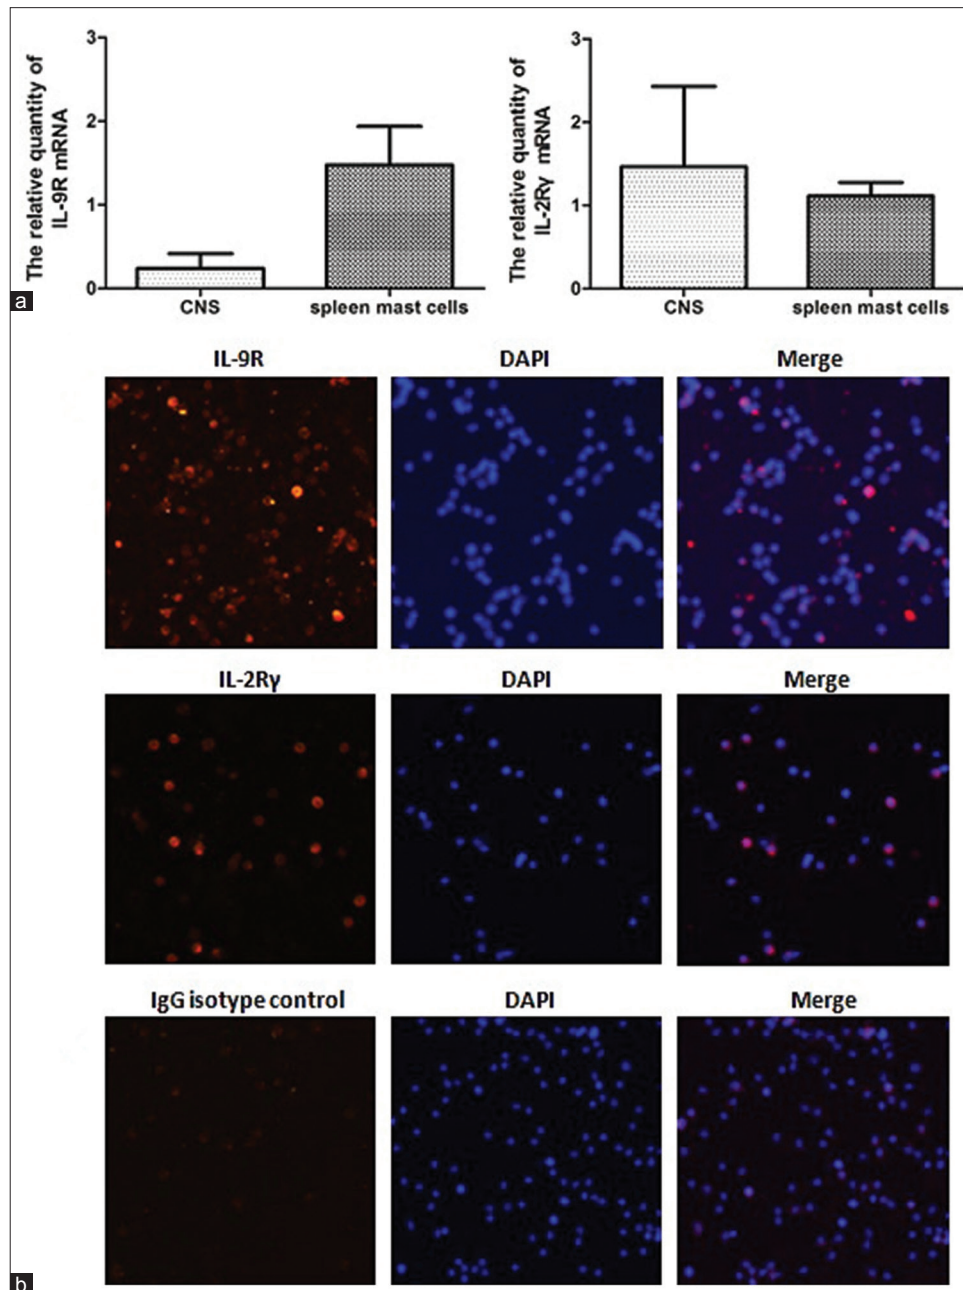 3
2
1
0
The relative quantity of
IL-9R mRNA
CNS
spleen mast cells
3
2
1
0
The relative quantity of
IL-2Rγ mRNA
CNS
spleen mast cells
a
IL-9R
DAPI
Merge
IL-2Rγ
DAPI
Merge
IgG isotype control
DAPI
Merge
b